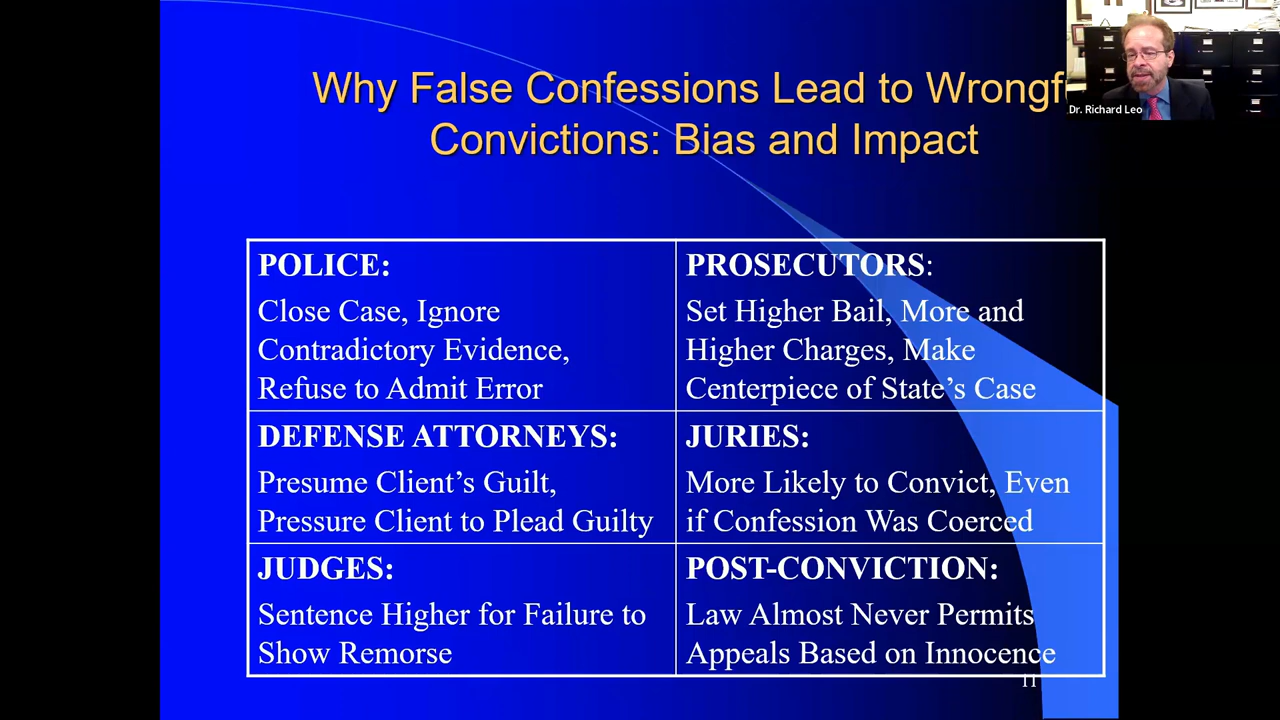 Why False Confessions Lead to
Convictions: Bias and Impact
Dr. Richard Leo
POLICE:
Close Case, Ignore
Contradictory Evidence,
Refuse to Admit Error
PROSECUTORS:
Set Higher Bail, More and
Higher Charges, Make
Centerpiece of State’s Case
DEFENSE ATTORNEYS:
Presume Client’s Guilt,
Pressure Client to Plead Guilty
JURIES:
More Likely to Convict, Even
if Confession Was Coerced
JUDGES:
Sentence Higher for Failure to
Show Remorse
POST-CONVICTION:
Law Almost Never Permits
Appeals Based on Innocence
11